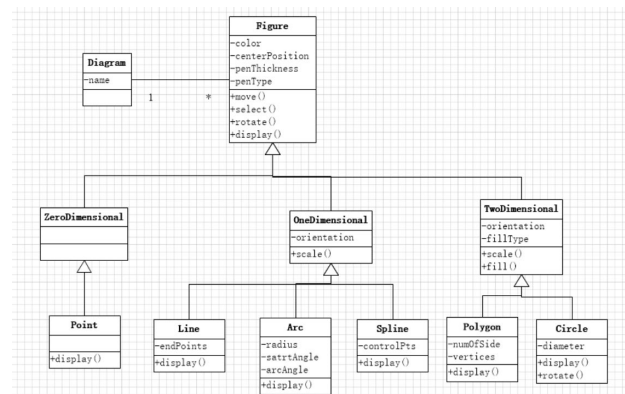 Figure
-color
-centerPosition
-penThickness
-penType
+move()
+select()
+rotate()
+display()
Diagram
-name
1
*
ZeroDimensional
OneDimensional
-orientation
+scale()
TwoDimensional
-orientation
-fillType
+scale()
+fill()
Point
+display()
Line
-endPoints
+display()
Arc
-radius
-satrtAngle
-arcAngle
+display()
Spline
-controlPts
+display()
Polygon
-numOfSide
-vertices
+display()
Circle
-diameter
+display()
+rotate()